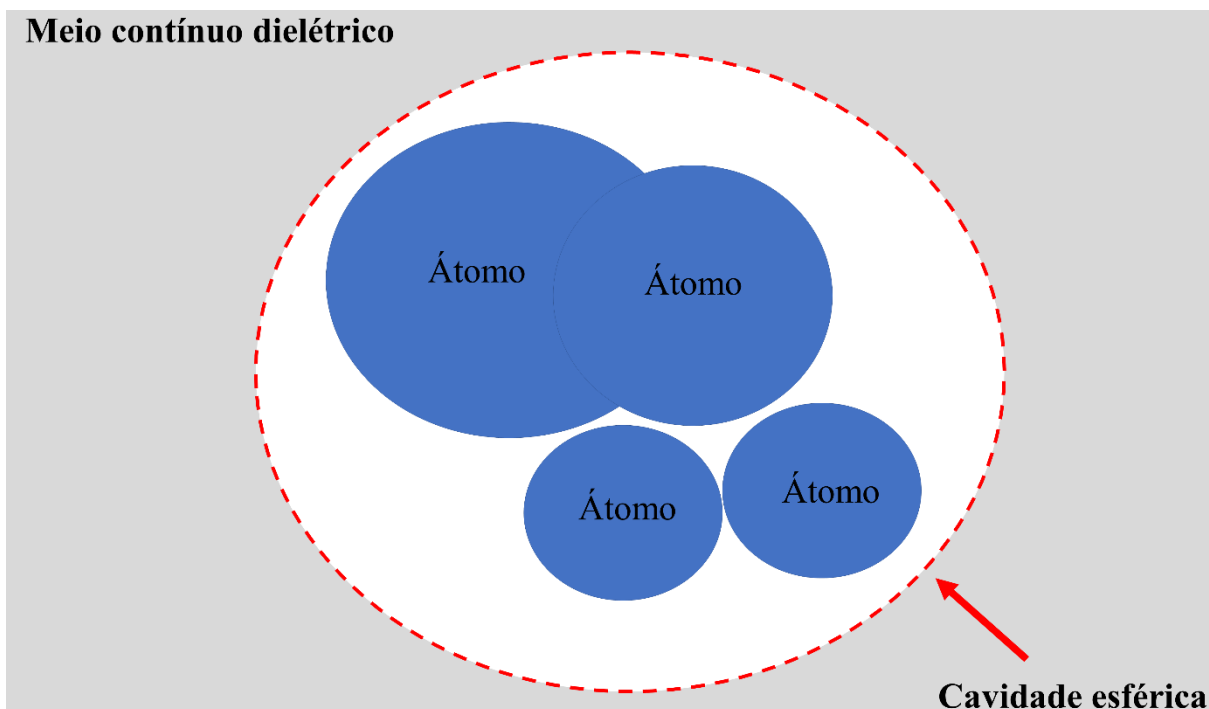 Meio contínuo dielétrico
Átomo
Átomo
Átomo
Átomo
Cavidade esférica